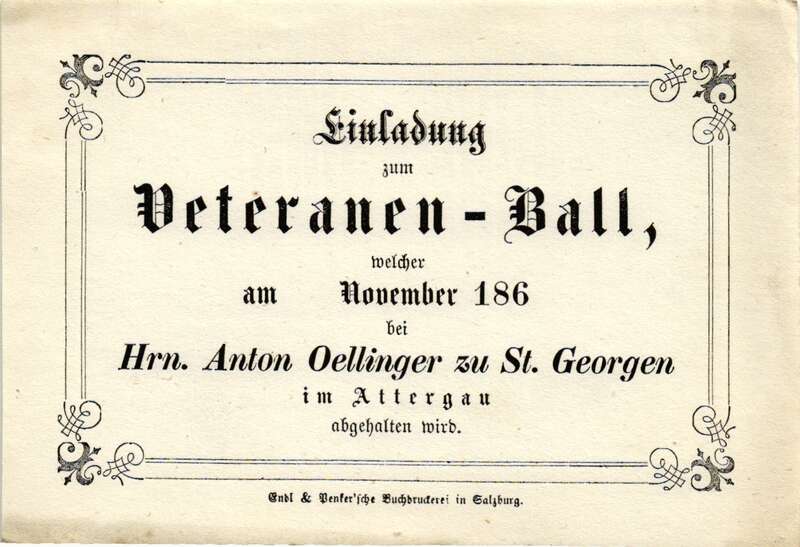 Einladung
zum
Veteranen - Ball,
welcher
am November 186
bei
Hrn. Anton Oellinger zu St. Georgen
im Attergau
abgehalten wird.
Endl & Penker'sche Buchdruckerei in Salzburg.